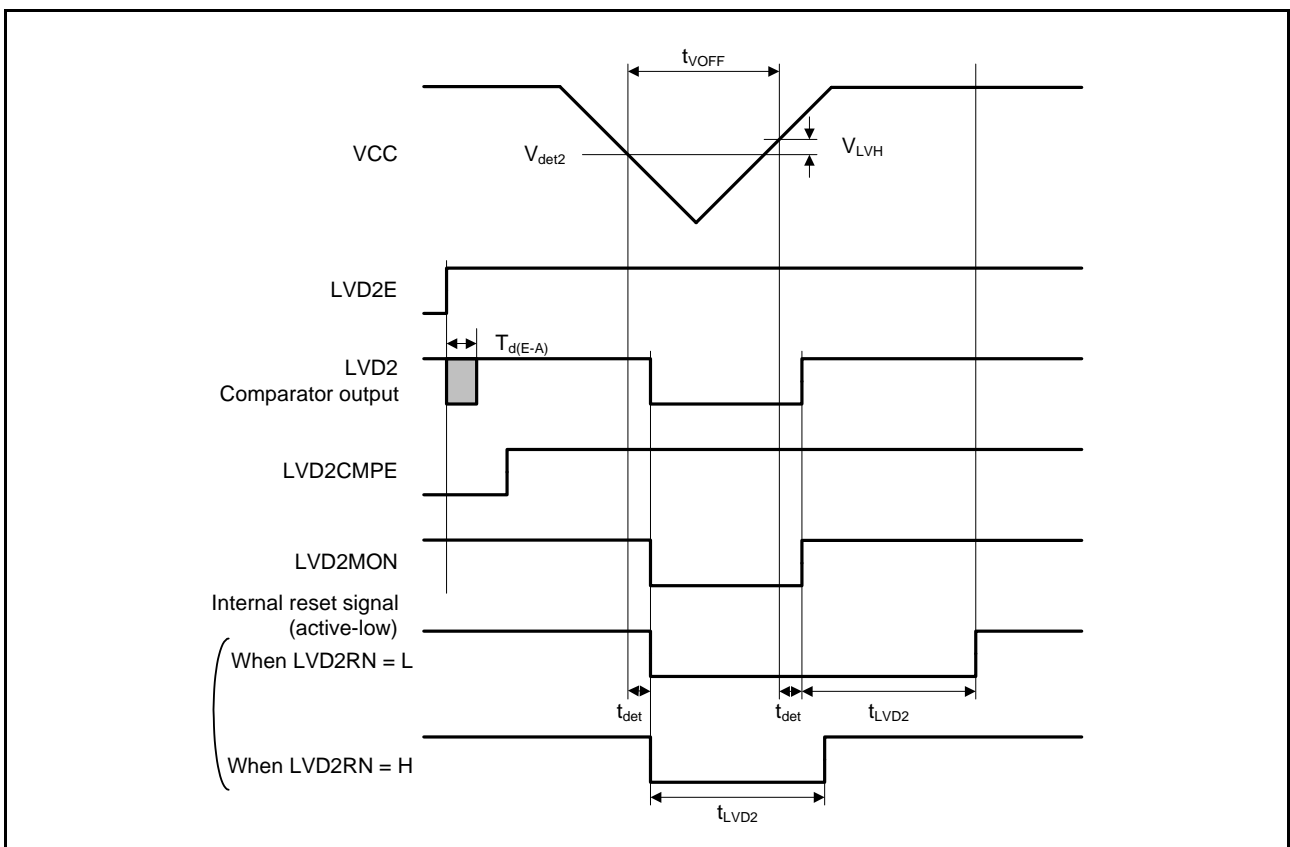 tVOFF
VCC
Vdet2
VLVH
LVD2E
Td(E-A)
LVD2
Comparator output
LVD2CMPE
LVD2MON
Internal reset signal
(active-low)
When LVD2RN = L
tdet
tdet
tLVD2
When LVD2RN = H
tLVD2